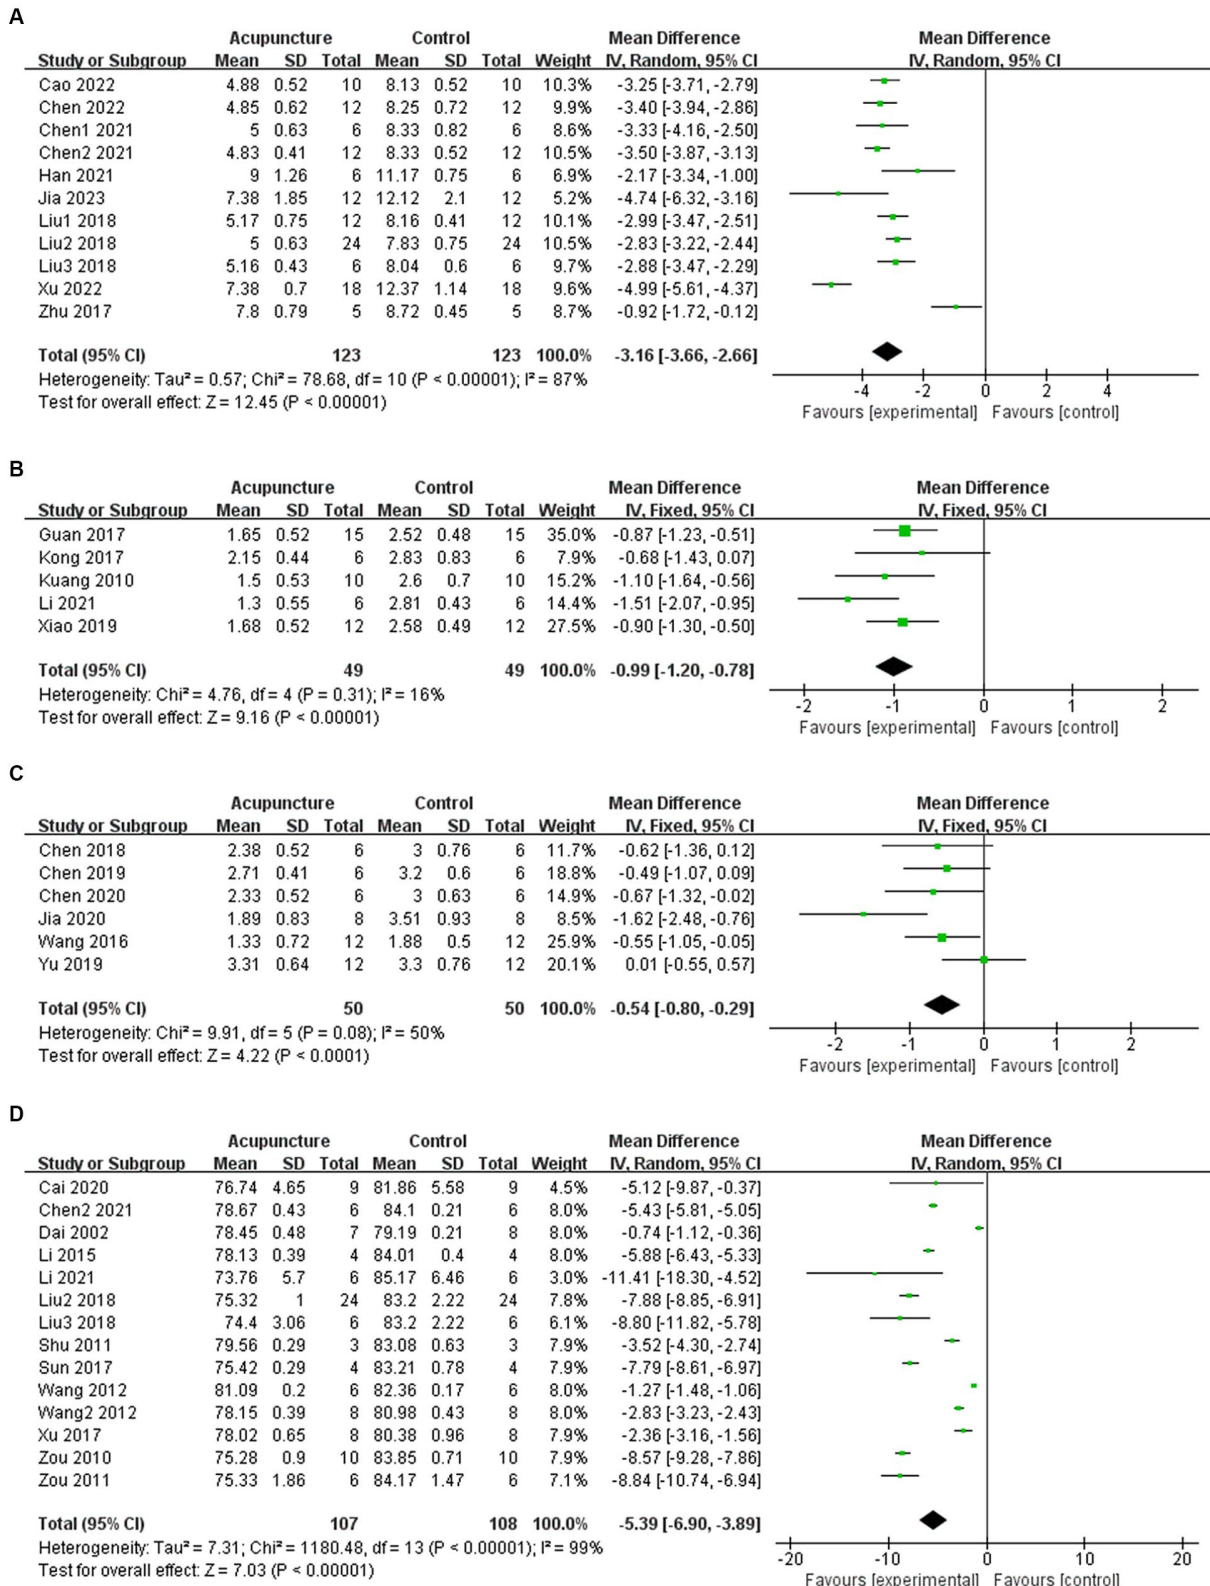 A
Acupuncture Control Mean Difference Mean Difference
Study or Subgroup Mean SD Total Mean SD Total Weight IV, Random, 95% CI IV, Random, 95% CI
Cao 2022 4.88 0.52 10 8.13 0.52 10 10.3% -3.25 [-3.71, -2.79]
Chen 2022 4.85 0.62 12 8.25 0.72 12 9.9% -3.40 [-3.94, -2.86]
Chen1 2021 5 0.63 6 8.33 0.82 6 8.6% -3.33 [-4.16, -2.50]
Chen2 2021 4.83 0.41 12 8.33 0.52 12 10.5% -3.50 [-3.87, -3.13]
Han 2021 9 1.26 6 11.17 0.75 6 6.9% -2.17 [-3.34, -1.00]
Jia 2023 7.38 1.85 12 12.12 2.1 12 5.2% -4.74 [-6.32, -3.16]
Liu1 2018 5.17 0.75 12 8.16 0.41 12 10.1% -2.99 [-3.47, -2.51]
Liu2 2018 5 0.63 24 7.83 0.75 24 10.5% -2.83 [-3.22, -2.44]
Liu3 2018 5.16 0.43 6 8.04 0.6 6 9.7% -2.88 [-3.47, -2.29]
Xu 2022 7.38 0.7 18 12.37 1.14 18 9.6% -4.99 [-5.61, -4.37]
Zhu 2017 7.8 0.79 5 8.72 0.45 5 8.7% -0.92 [-1.72, -0.12]
Total (95% CI) 123 123 100.0% -3.16 [-3.66, -2.66]
Heterogeneity: Tau² = 0.57; Chi² = 78.68, df = 10 (P < 0.00001); I² = 87%
Test for overall effect: Z = 12.45 (P < 0.00001)
-4 -2 0 2 4
Favours [experimental] Favours [control]
B
Acupuncture Control Mean Difference Mean Difference
Study or Subgroup Mean SD Total Mean SD Total Weight IV, Fixed, 95% CI IV, Fixed, 95% CI
Guan 2017 1.65 0.52 15 2.52 0.48 15 35.0% -0.87 [-1.23, -0.51]
Kong 2017 2.15 0.44 6 2.83 0.83 6 7.9% -0.68 [-1.43, 0.07]
Kuang 2010 1.5 0.53 10 2.6 0.7 10 15.2% -1.10 [-1.64, -0.56]
Li 2021 1.3 0.55 6 2.81 0.43 6 14.4% -1.51 [-2.07, -0.95]
Xiao 2019 1.68 0.52 12 2.58 0.49 12 27.5% -0.90 [-1.30, -0.50]
Total (95% CI) 49 49 100.0% -0.99 [-1.20, -0.78]
Heterogeneity: Chi² = 4.76, df = 4 (P = 0.31); I² = 16%
Test for overall effect: Z = 9.16 (P < 0.00001)
-2 -1 0 1 2
Favours [experimental] Favours [control]
C
Acupuncture Control Mean Difference Mean Difference
Study or Subgroup Mean SD Total Mean SD Total Weight IV, Fixed, 95% CI IV, Fixed, 95% CI
Chen 2018 2.38 0.52 6 3 0.76 6 11.7% -0.62 [-1.36, 0.12]
Chen 2019 2.71 0.41 6 3.2 0.6 6 18.8% -0.49 [-1.07, 0.09]
Chen 2020 2.33 0.52 6 3 0.63 6 14.9% -0.67 [-1.32, -0.02]
Jia 2020 1.89 0.83 8 3.51 0.93 8 8.5% -1.62 [-2.48, -0.76]
Wang 2016 1.33 0.72 12 1.88 0.5 12 25.9% -0.55 [-1.05, -0.05]
Yu 2019 3.31 0.64 12 3.3 0.76 12 20.1% 0.01 [-0.55, 0.57]
Total (95% CI) 50 50 100.0% -0.54 [-0.80, -0.29]
Heterogeneity: Chi² = 9.91, df = 5 (P = 0.08); I² = 50%
Test for overall effect: Z = 4.22 (P < 0.0001)
-2 -1 0 1 2
Favours [experimental] Favours [control]
D
Acupuncture Control Mean Difference Mean Difference
Study or Subgroup Mean SD Total Mean SD Total Weight IV, Random, 95% CI IV, Random, 95% CI
Cai 2020 76.74 4.65 9 81.86 5.58 9 4.5% -5.12 [-9.87, -0.37]
Chen2 2021 78.67 0.43 6 84.1 0.21 6 8.0% -5.43 [-5.81, -5.05]
Dai 2002 78.45 0.48 7 79.19 0.21 8 8.0% -0.74 [-1.12, -0.36]
Li 2015 78.13 0.39 4 84.01 0.4 4 8.0% -5.88 [-6.43, -5.33]
Li 2021 73.76 5.7 6 85.17 6.46 6 3.0% -11.41 [-18.30, -4.52]
Liu2 2018 75.32 1 24 83.2 2.22 24 7.8% -7.88 [-8.85, -6.91]
Liu3 2018 74.4 3.06 6 83.2 2.22 6 6.1% -8.80 [-11.82, -5.78]
Shu 2011 79.56 0.29 3 83.08 0.63 3 7.9% -3.52 [-4.30, -2.74]
Sun 2017 75.42 0.29 4 83.21 0.78 4 7.9% -7.79 [-8.61, -6.97]
Wang 2012 81.09 0.2 6 82.36 0.17 6 8.0% -1.27 [-1.48, -1.06]
Wang2 2012 78.15 0.39 8 80.98 0.43 8 8.0% -2.83 [-3.23, -2.43]
Xu 2017 78.02 0.65 8 80.38 0.96 8 7.9% -2.36 [-3.16, -1.56]
Zou 2010 75.28 0.9 10 83.85 0.71 10 7.9% -8.57 [-9.28, -7.86]
Zou 2011 75.33 1.86 6 84.17 1.47 6 7.1% -8.84 [-10.74, -6.94]
Total (95% CI) 107 108 100.0% -5.39 [-6.90, -3.89]
Heterogeneity: Tau² = 7.31; Chi² = 1180.48, df = 13 (P < 0.00001); I² = 99%
Test for overall effect: Z = 7.03 (P < 0.00001)
-20 -10 0 10 20
Favours [experimental] Favours [control]